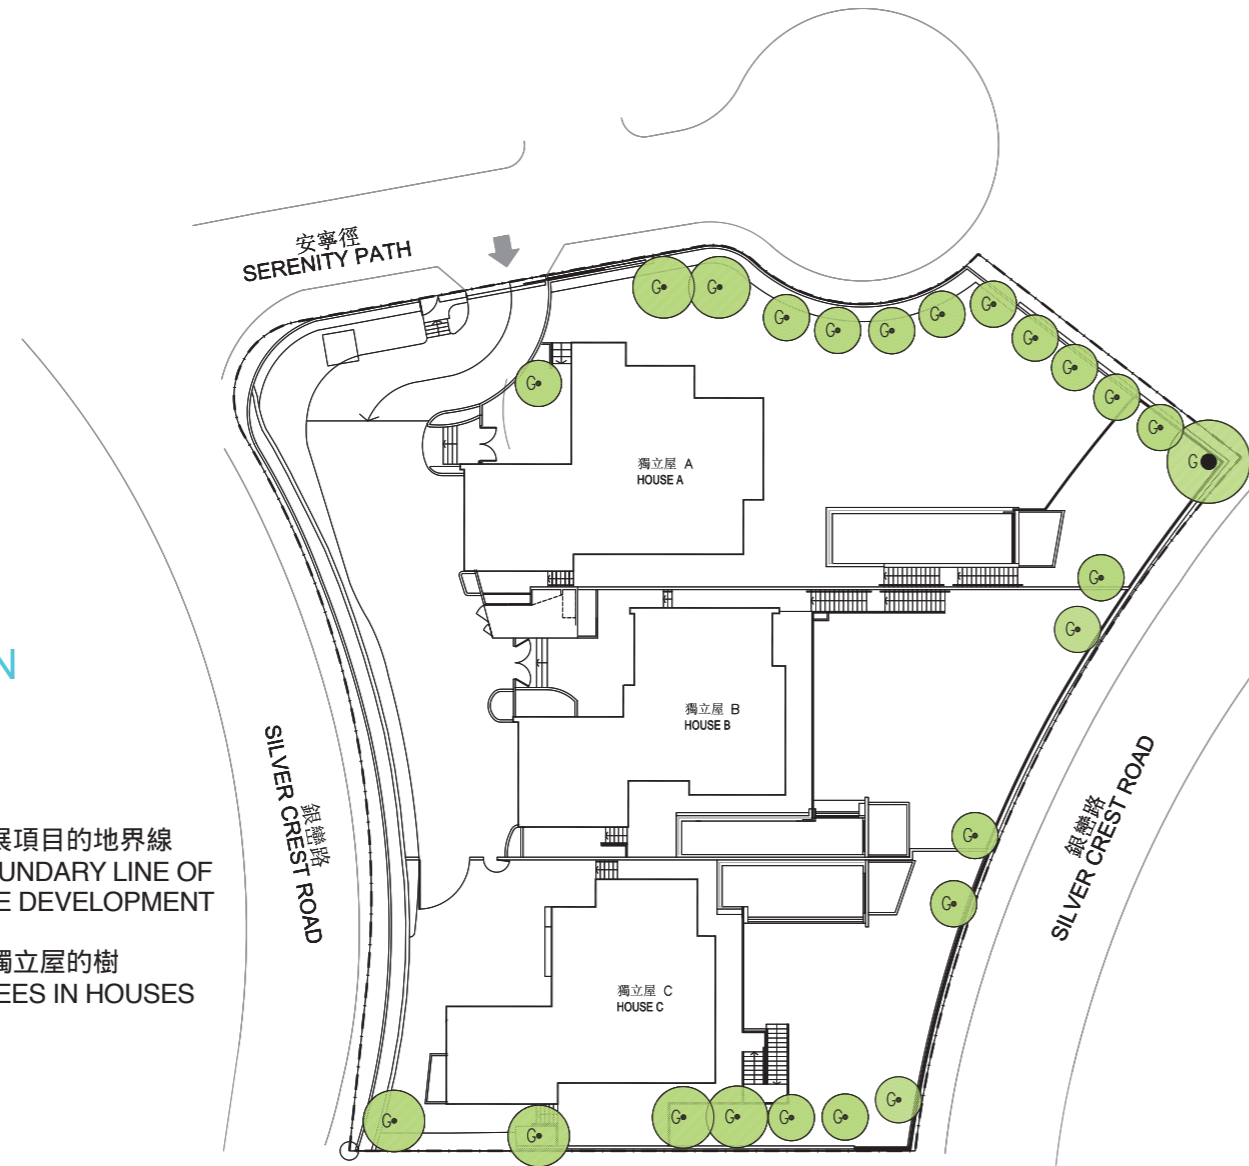 安寧徑
SERENITY PATH
G
G
G
G
G
G
G
G
G
G
G
G
G
獨立屋 A
HOUSE A
G
G
N
獨立屋 B
HOUSE B
銀巒路
SILVER CREST ROAD
銀巒路
SILVER CREST ROAD
展項目的地界線
UNDARY LINE OF
E DEVELOPMENT
G
G
獨立屋的樹
EES IN HOUSES
獨立屋 C
HOUSE C
G
G
G
G
G
G
G